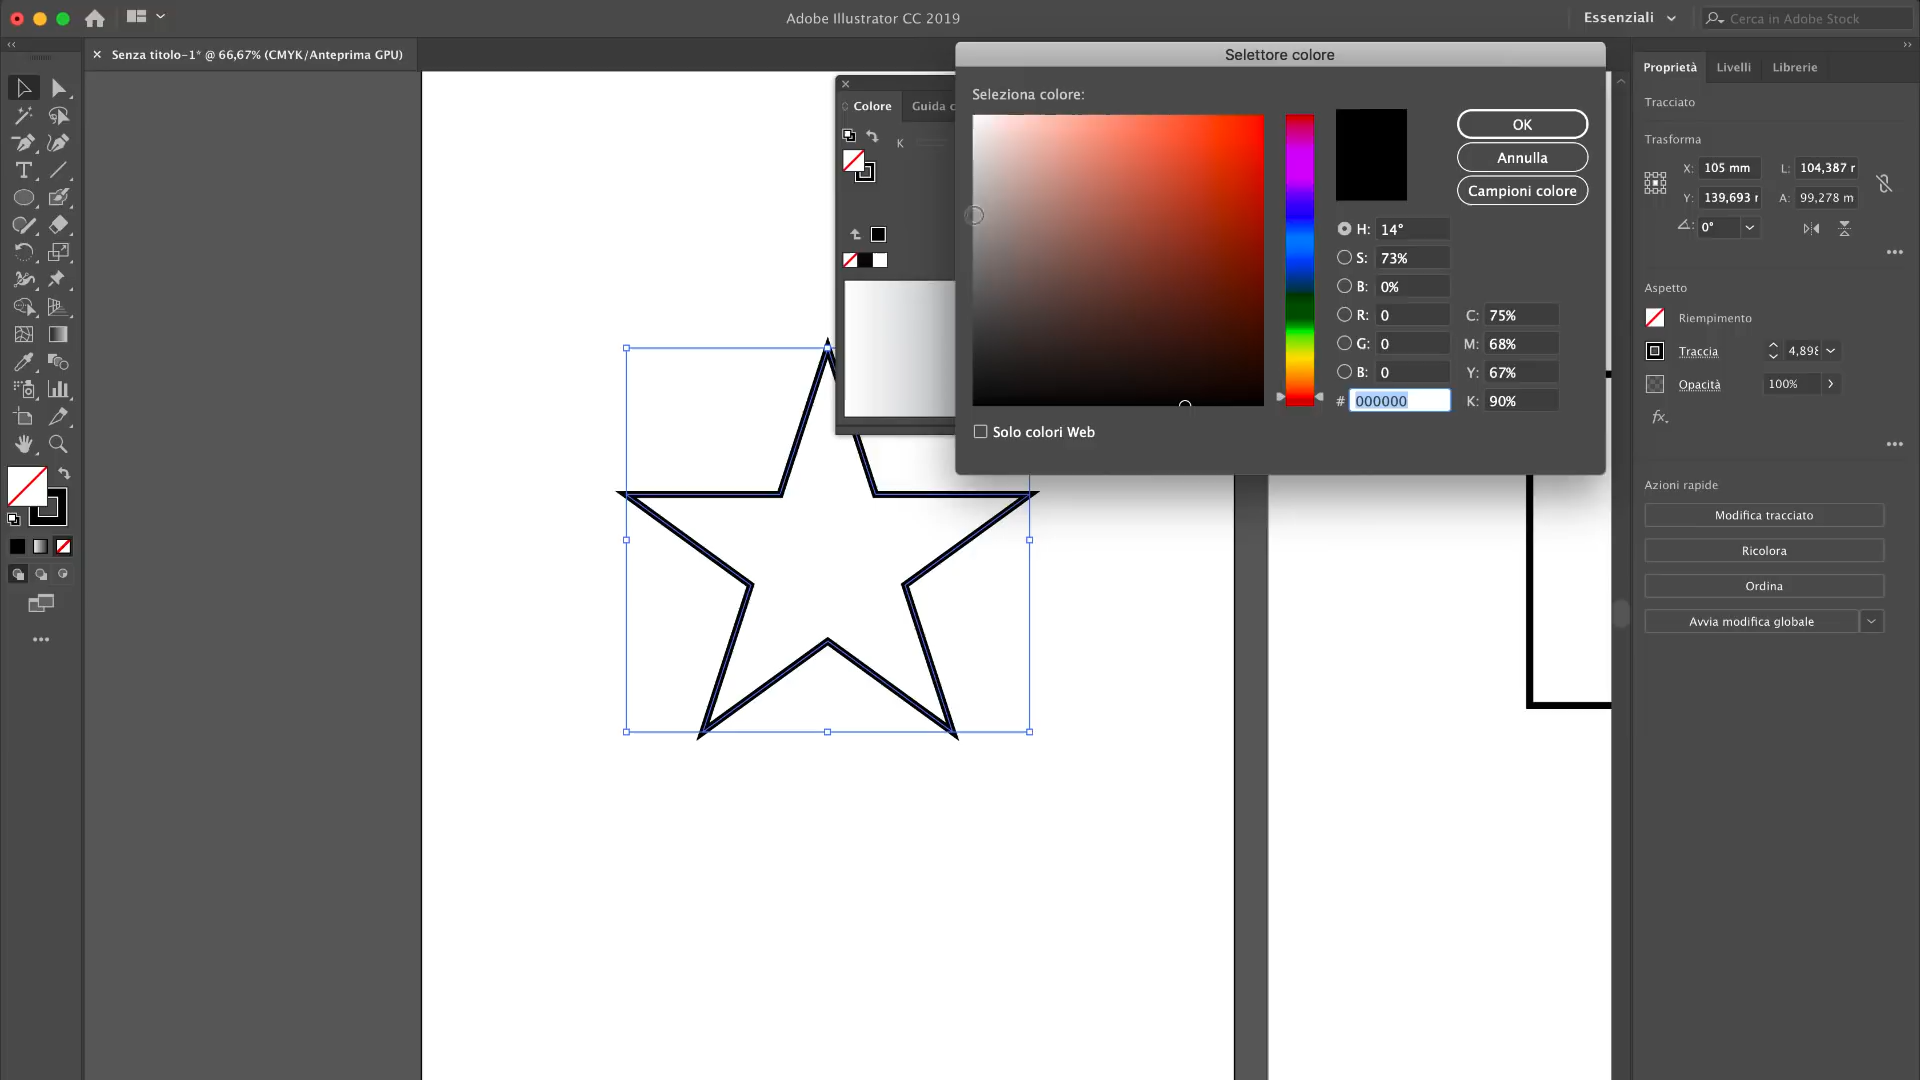 Adobe Illustrator CC 2019
Essenziali
Cerca in Adobe Stock
Senza titolo-1* @ 66,67% (CMYK/Anteprima GPU)
Selettore colore
Seleziona colore:
OK
Annulla
Campioni colore
H: 14°
S: 73%
B: 0%
R: 0
G: 0
B: 0
# 000000
C: 75%
M: 68%
Y: 67%
K: 90%
Solo colori Web
Colore
Guida c
K
Proprietà
Livelli
Librerie
Tracciato
Trasforma
X: 105 mm
L: 104,387 r
Y: 139,693 r
A: 99,278 m
0°
Aspetto
Riempimento
Traccia
4,898
Opacità
100%
fx
Azioni rapide
Modifica tracciato
Ricolora
Ordina
Avvia modifica globale